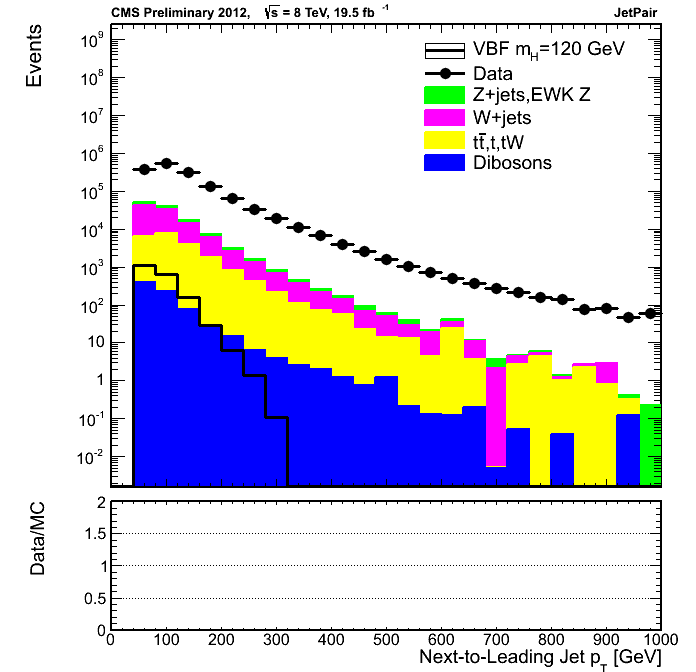 CMS Preliminary 2012, √s = 8 TeV, 19.5 fb⁻¹ JetPair
Events
10⁹
10⁸
10⁷
10⁶
10⁵
10⁴
10³
10²
10
1
10⁻¹
10⁻²
VBF m_H=120 GeV
Data
Z+jets,EWK Z
W+jets
tt̄,t,tW
Dibosons
Data/MC
2
1.5
1
0.5
0
0 100 200 300 400 500 600 700 800 900 1000
Next-to-Leading Jet p_T [GeV]